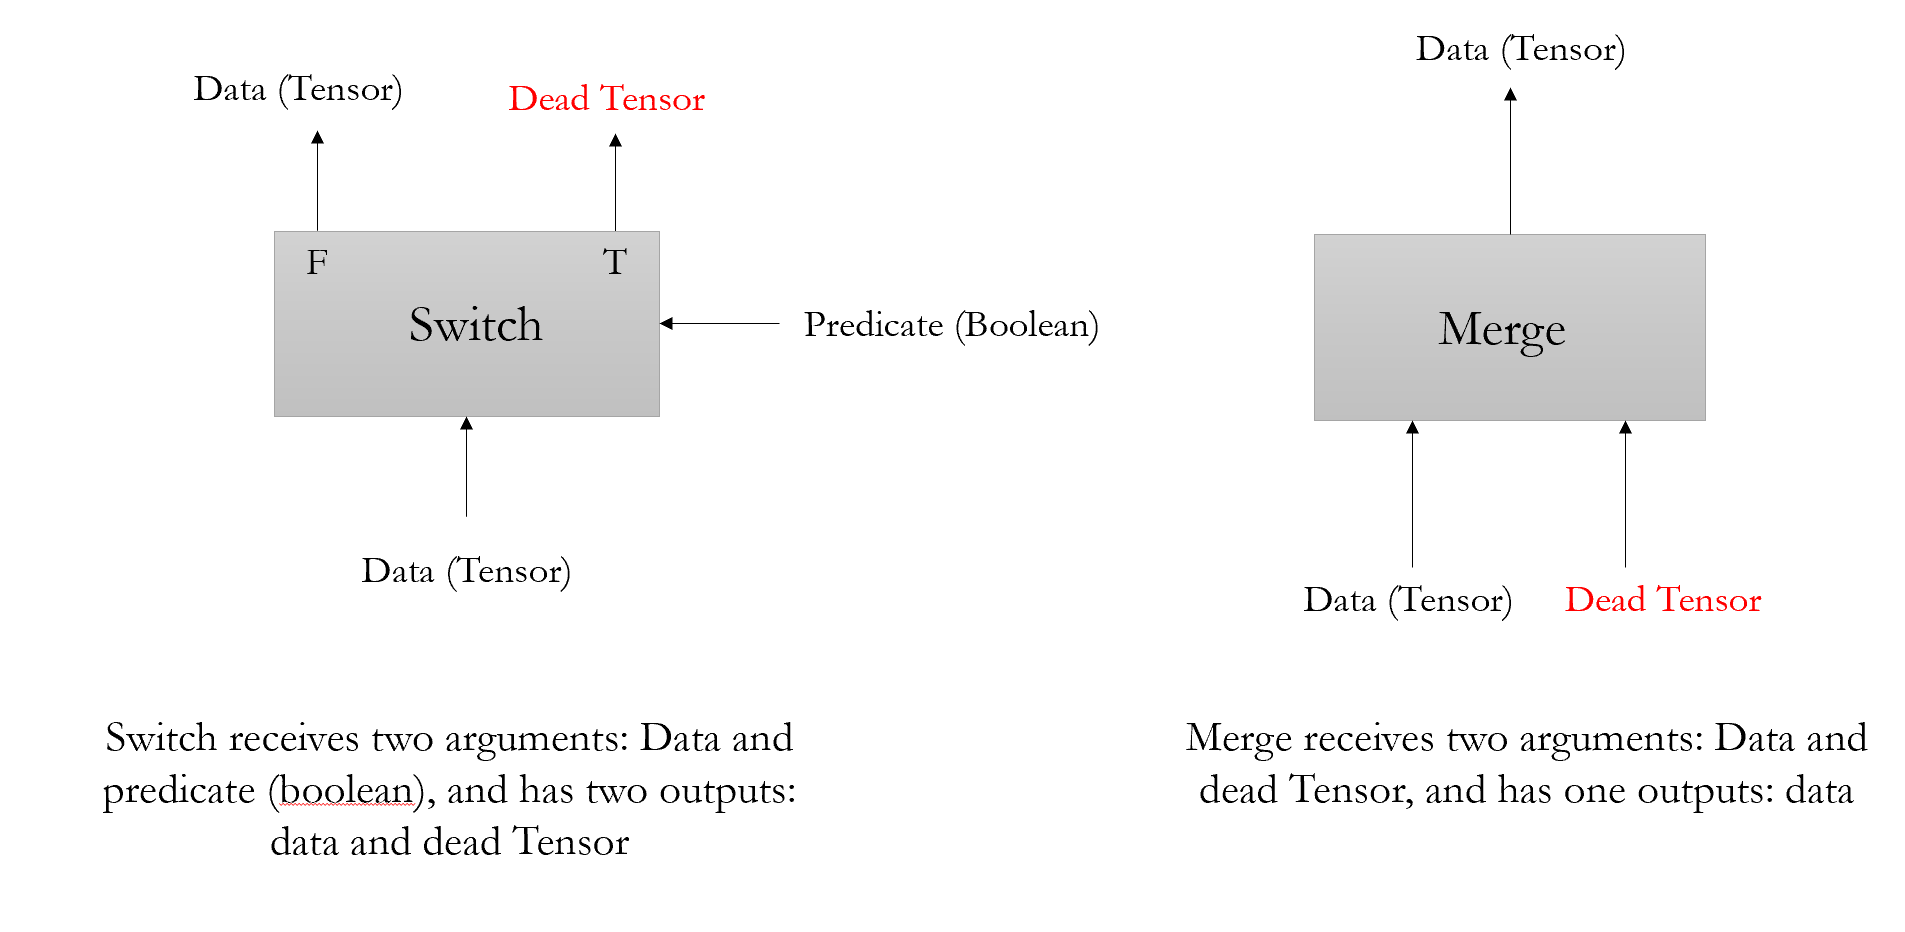 Data (Tensor)
Dead Tensor
F
T
Switch
Predicate (Boolean)
Data (Tensor)
Switch receives two arguments: Data and
predicate (boolean), and has two outputs:
data and dead Tensor
Data (Tensor)
Merge
Data (Tensor)
Dead Tensor
Merge receives two arguments: Data and
dead Tensor, and has one outputs: data